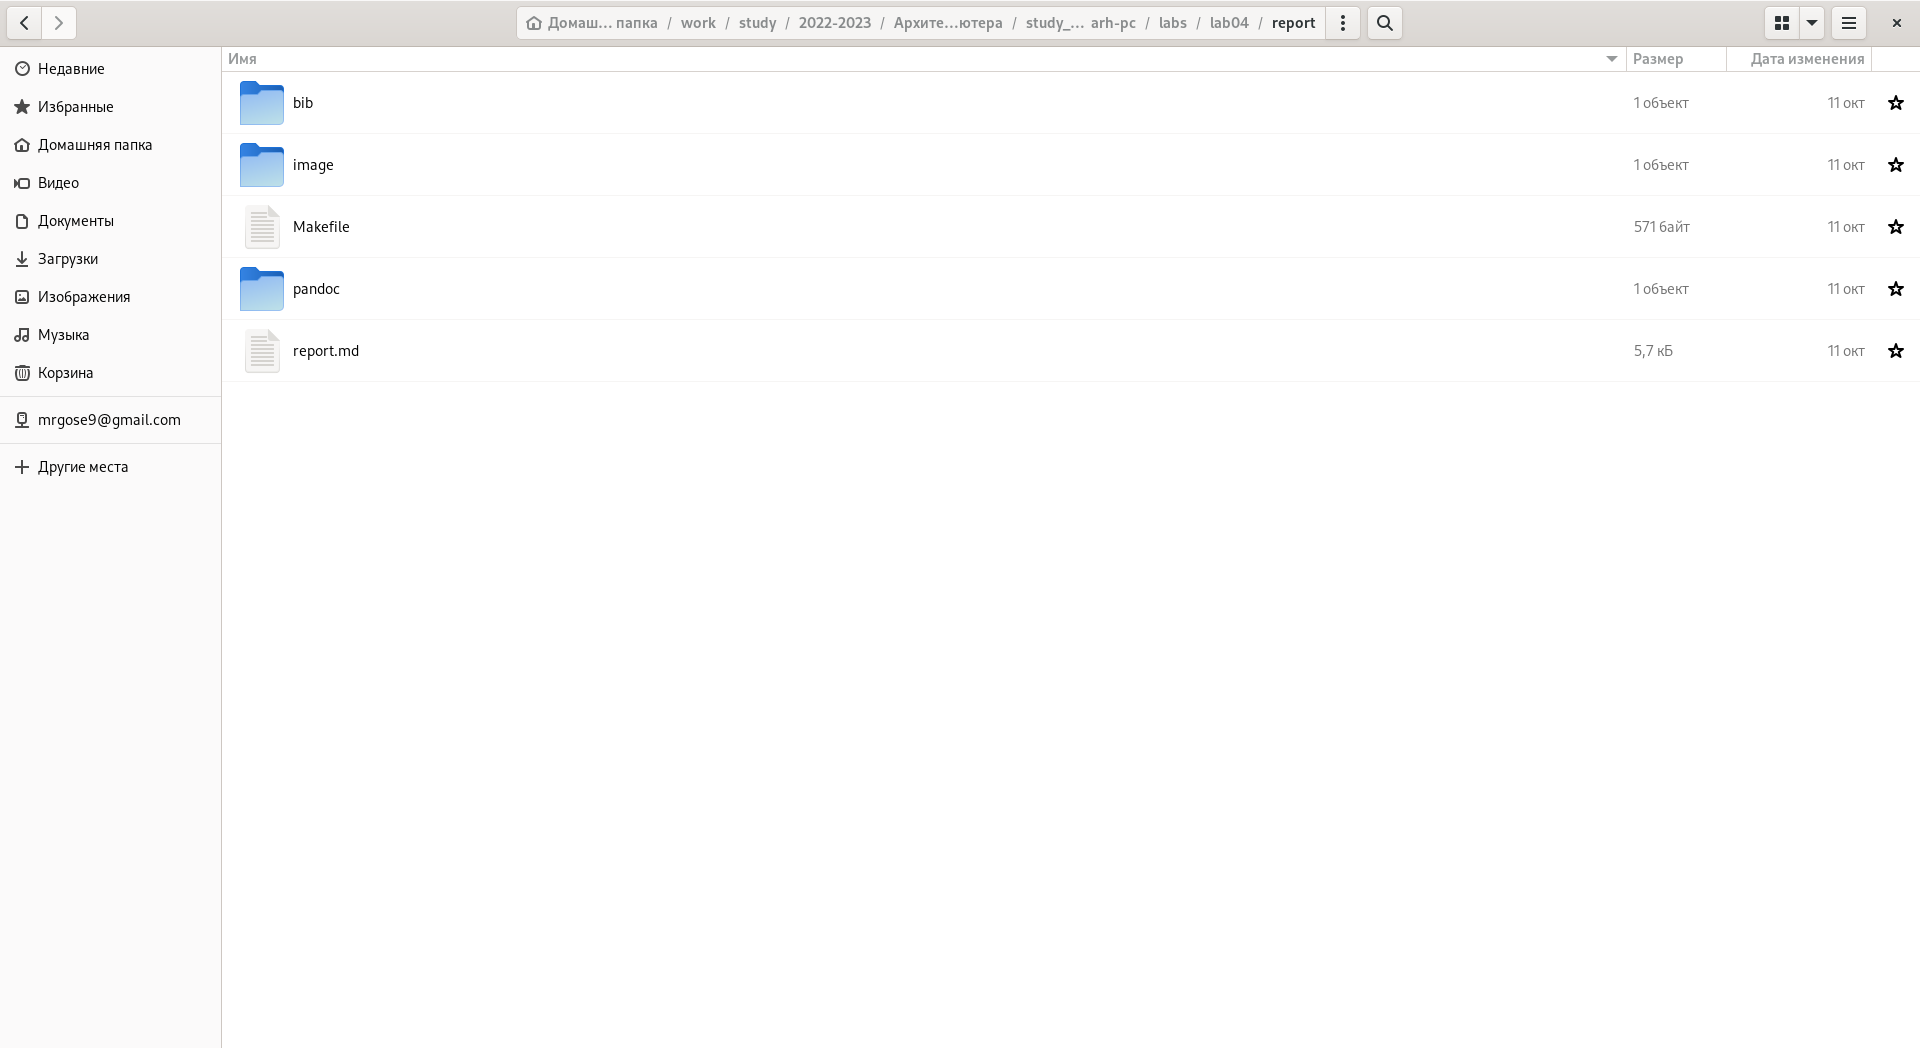 Домаш… папка / work / study / 2022-2023 / Архите…ютера / study_… arh-pc / labs / lab04 / report
Недавние
Избранные
Домашняя папка
Видео
Документы
Загрузки
Изображения
Музыка
Корзина
mrgose9@gmail.com
Другие места
Имя Размер Дата изменения
bib 1 объект 11 окт
image 1 объект 11 окт
Makefile 571 байт 11 окт
pandoc 1 объект 11 окт
report.md 5,7 кБ 11 окт